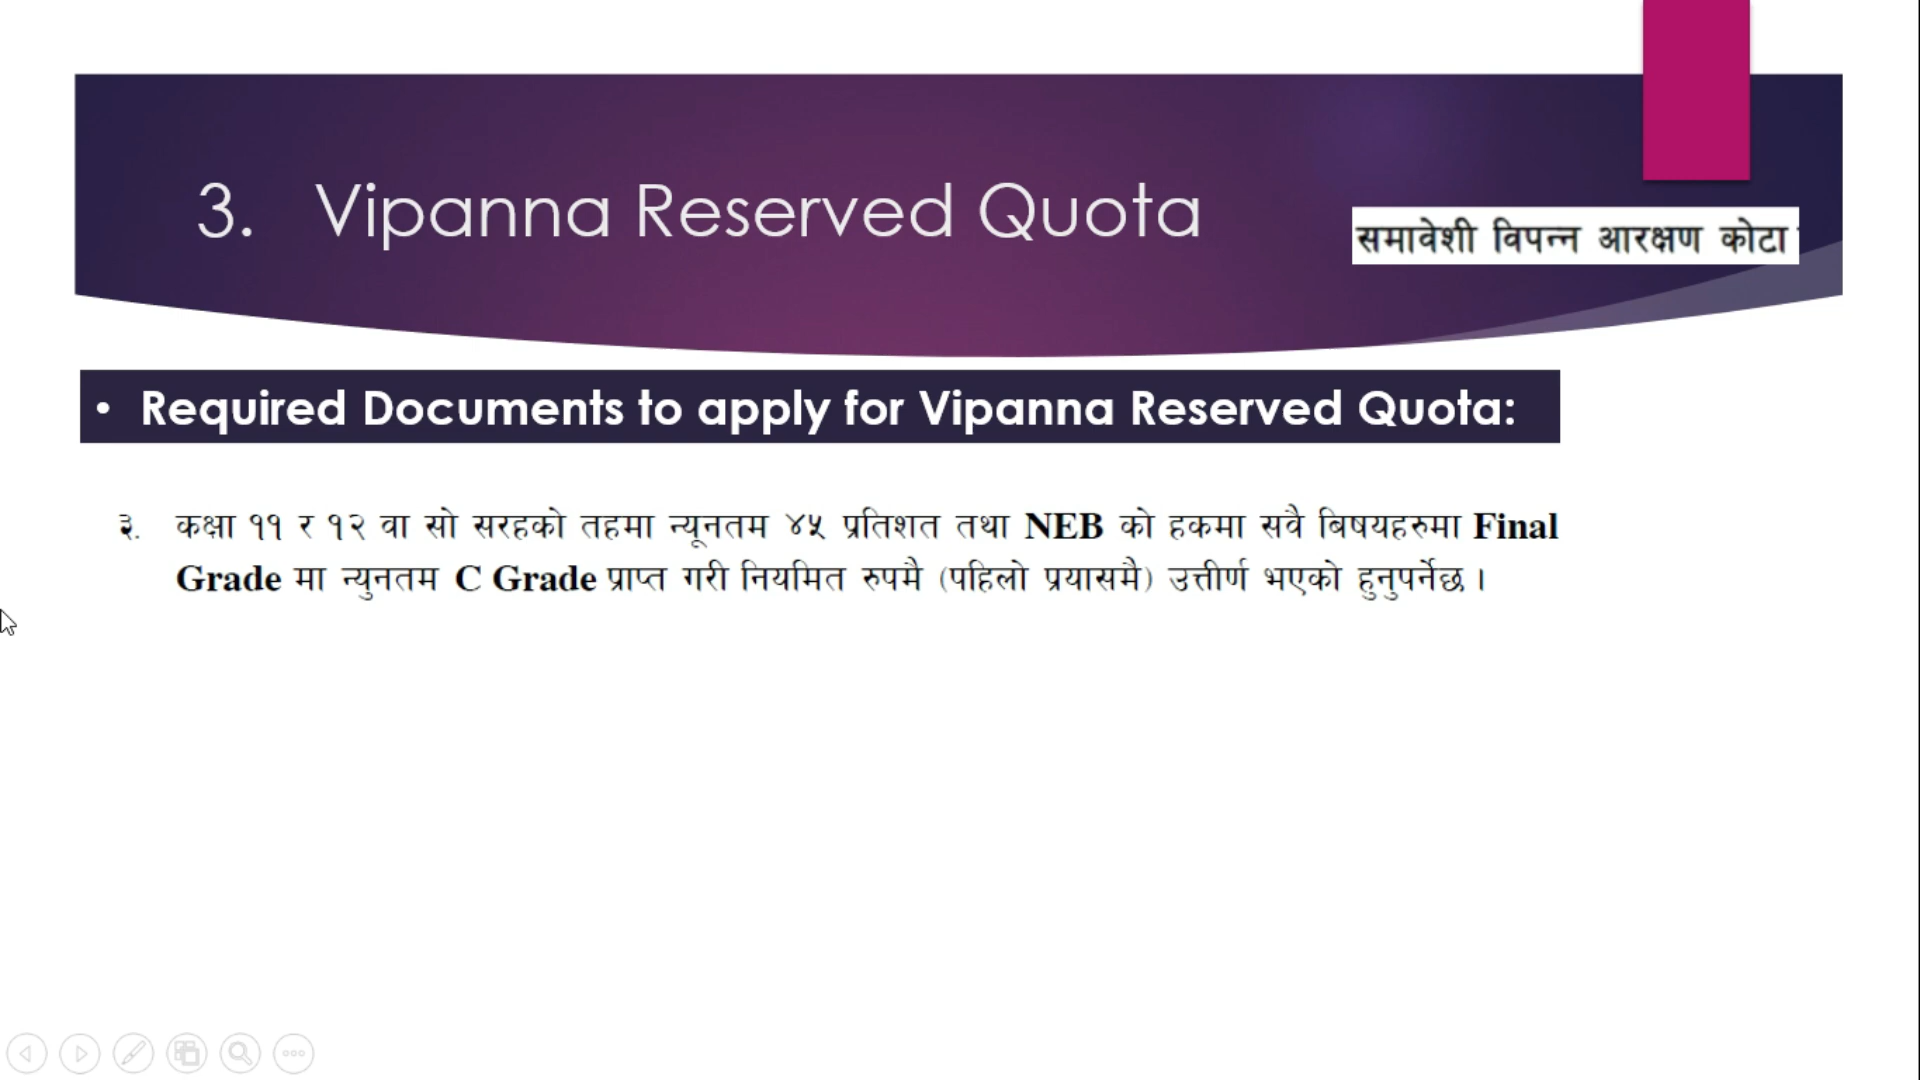 3. Vipanna Reserved Quota
समावेशी विपन्न आरक्षण कोटा
• Required Documents to apply for Vipanna Reserved Quota:
३. कक्षा ११ र १२ वा सो सरहको तहमा न्यूनतम ४५ प्रतिशत तथा NEB को हकमा सवै बिषयहरुमा Final
Grade मा न्युनतम C Grade प्राप्त गरी नियमित रुपमै (पहिलो प्रयासमै) उत्तीर्ण भएको हुनुपर्नेछ ।